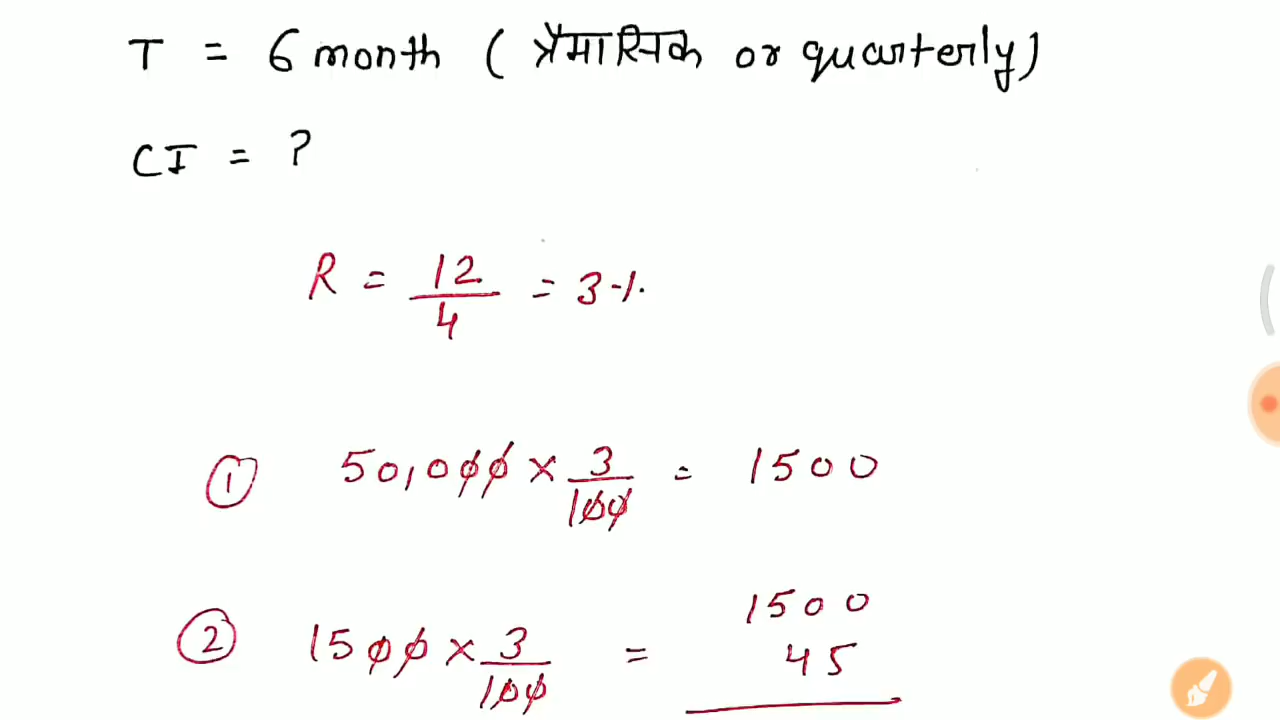 T = 6 month ( त्रैमासिक or quarterly)
CI = ?
R = 12/4 = 3%
① 50,000 × 3/100 = 1500
1500
② 1500 × 3/100 = 45